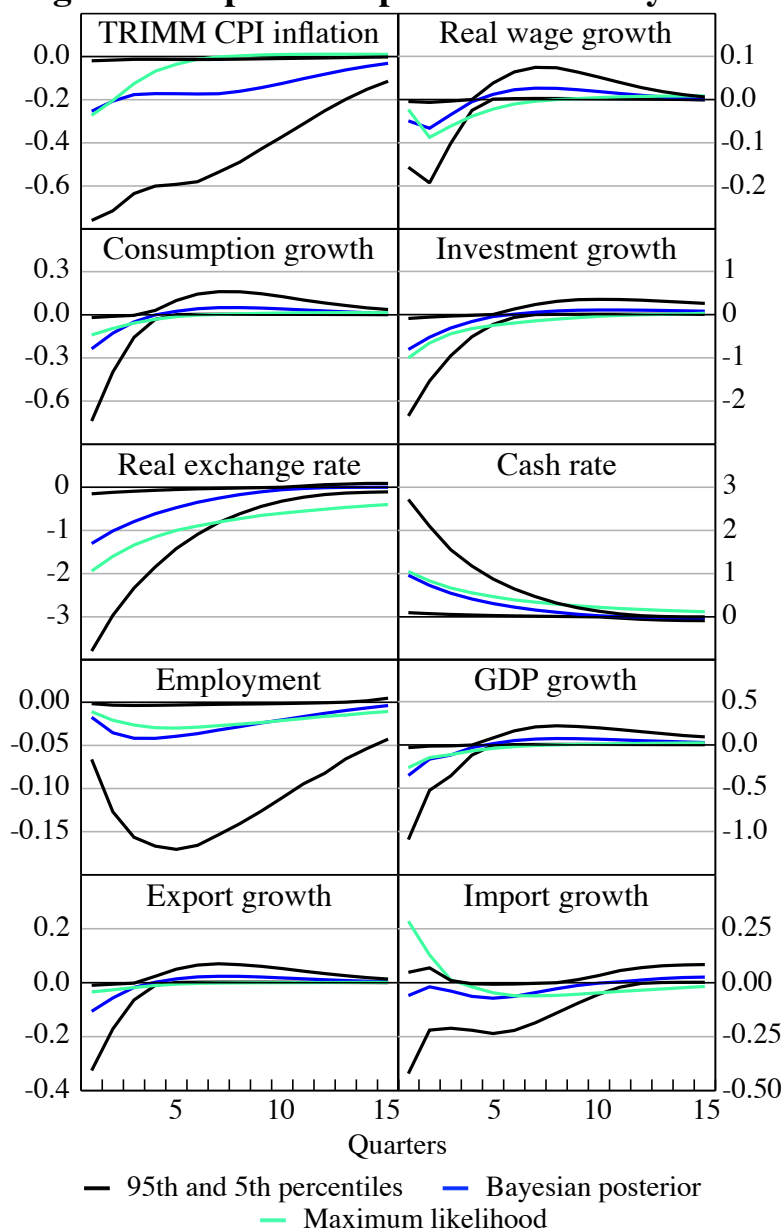 TRIMM CPI inflation Real wage growth
0.0 0.1
-0.2 0.0
-0.4 -0.1
-0.6 -0.2
Consumption growth Investment growth
0.3 1
0.0 0
-0.3 -1
-0.6 -2
Real exchange rate Cash rate
0 3
-1 2
-2 1
-3 0
Employment GDP growth
0.00 0.5
-0.05 0.0
-0.10 -0.5
-0.15 -1.0
Export growth Import growth
0.2 0.25
0.0 0.00
-0.2 -0.25
-0.4 -0.50
5 10 15 5 10 15
Quarters
95th and 5th percentiles Bayesian posterior
Maximum likelihood